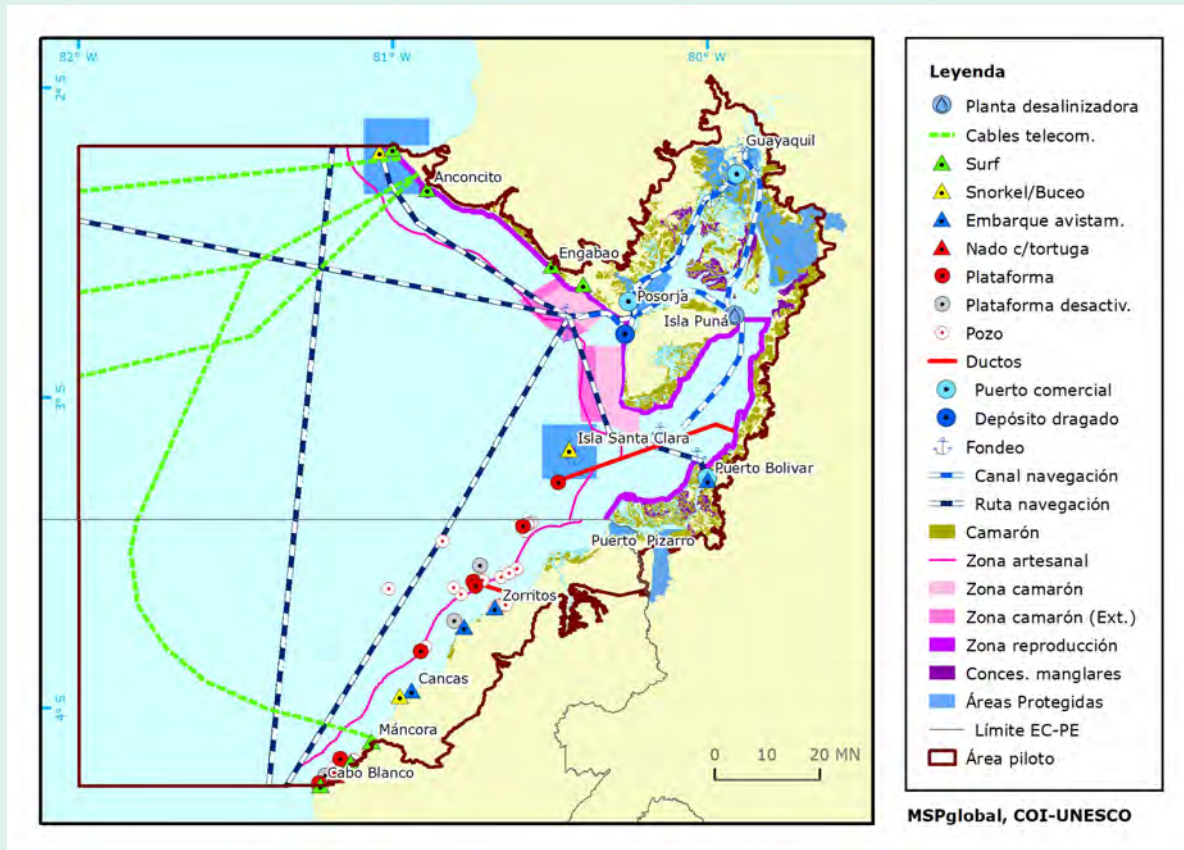 82° W
81° W
80° W
2° S
3° S
4° S
Guayaquil
Anconcito
Engabao
Posorja
Isla Puná
Isla Santa Clara
Puerto Bolivar
Puerto Pizarro
Zorritos
Cancas
Máncora
Cabo Blanco
0 10 20 MN
Leyenda
Planta desalinizadora
Cables telecom.
Surf
Snorkel/Buceo
Embarque avistam.
Nado c/tortuga
Plataforma
Plataforma desactiv.
Pozo
Ductos
Puerto comercial
Depósito dragado
Fondeo
Canal navegación
Ruta navegación
Camarón
Zona artesanal
Zona camarón
Zona camarón (Ext.)
Zona reproducción
Conces. manglares
Áreas Protegidas
Límite EC-PE
Área piloto
MSPglobal, COI-UNESCO